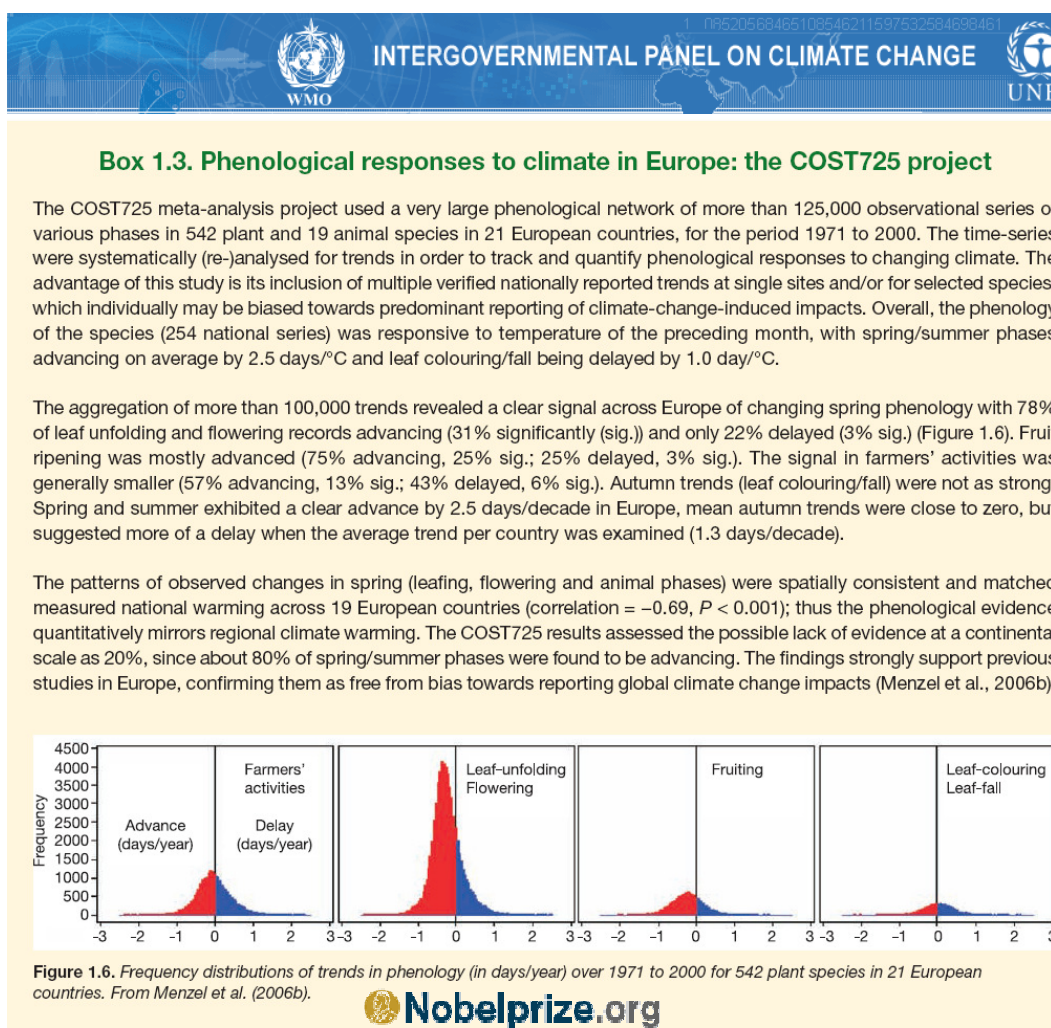 1 0852056846510854621159753258469846​1
INTERGOVERNMENTAL PANEL ON CLIMATE CHANGE
WMO
UNE
Box 1.3. Phenological responses to climate in Europe: the COST725 project
The COST725 meta-analysis project used a very large phenological network of more than 125,000 observational series o
various phases in 542 plant and 19 animal species in 21 European countries, for the period 1971 to 2000. The time-series
were systematically (re-)analysed for trends in order to track and quantify phenological responses to changing climate. The
advantage of this study is its inclusion of multiple verified nationally reported trends at single sites and/or for selected species
which individually may be biased towards predominant reporting of climate-change-induced impacts. Overall, the phenology
of the species (254 national series) was responsive to temperature of the preceding month, with spring/summer phases
advancing on average by 2.5 days/°C and leaf colouring/fall being delayed by 1.0 day/°C.
The aggregation of more than 100,000 trends revealed a clear signal across Europe of changing spring phenology with 78%
of leaf unfolding and flowering records advancing (31% significantly (sig.)) and only 22% delayed (3% sig.) (Figure 1.6). Frui
ripening was mostly advanced (75% advancing, 25% sig.; 25% delayed, 3% sig.). The signal in farmers' activities was
generally smaller (57% advancing, 13% sig.; 43% delayed, 6% sig.). Autumn trends (leaf colouring/fall) were not as strong
Spring and summer exhibited a clear advance by 2.5 days/decade in Europe, mean autumn trends were close to zero, bu
suggested more of a delay when the average trend per country was examined (1.3 days/decade).
The patterns of observed changes in spring (leafing, flowering and animal phases) were spatially consistent and matched
measured national warming across 19 European countries (correlation = −0.69, P < 0.001); thus the phenological evidence
quantitatively mirrors regional climate warming. The COST725 results assessed the possible lack of evidence at a continenta
scale as 20%, since about 80% of spring/summer phases were found to be advancing. The findings strongly support previous
studies in Europe, confirming them as free from bias towards reporting global climate change impacts (Menzel et al., 2006b)
Frequency
4500
4000
3500
3000
2500
2000
1500
1000
500
0
Advance
(days/year)
Farmers'
activities
Delay
(days/year)
Leaf-unfolding
Flowering
Fruiting
Leaf-colouring
Leaf-fall
−3 −2 −1 0 1 2 3
−3 −2 −1 0 1 2 3
−3 −2 −1 0 1 2 3
−3 −2 −1 0 1 2 3
Figure 1.6. Frequency distributions of trends in phenology (in days/year) over 1971 to 2000 for 542 plant species in 21 European
countries. From Menzel et al. (2006b).
Nobelprize.org